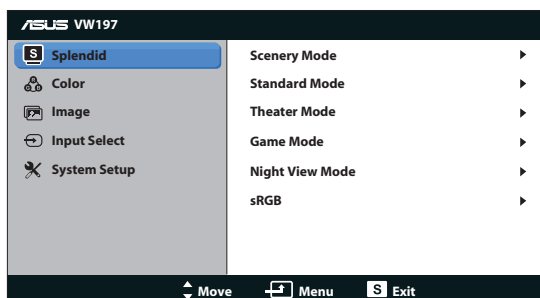 ASUS VW197
S Splendid
Color
Image
Input Select
System Setup
Scenery Mode
Standard Mode
Theater Mode
Game Mode
Night View Mode
sRGB
Move Menu S Exit